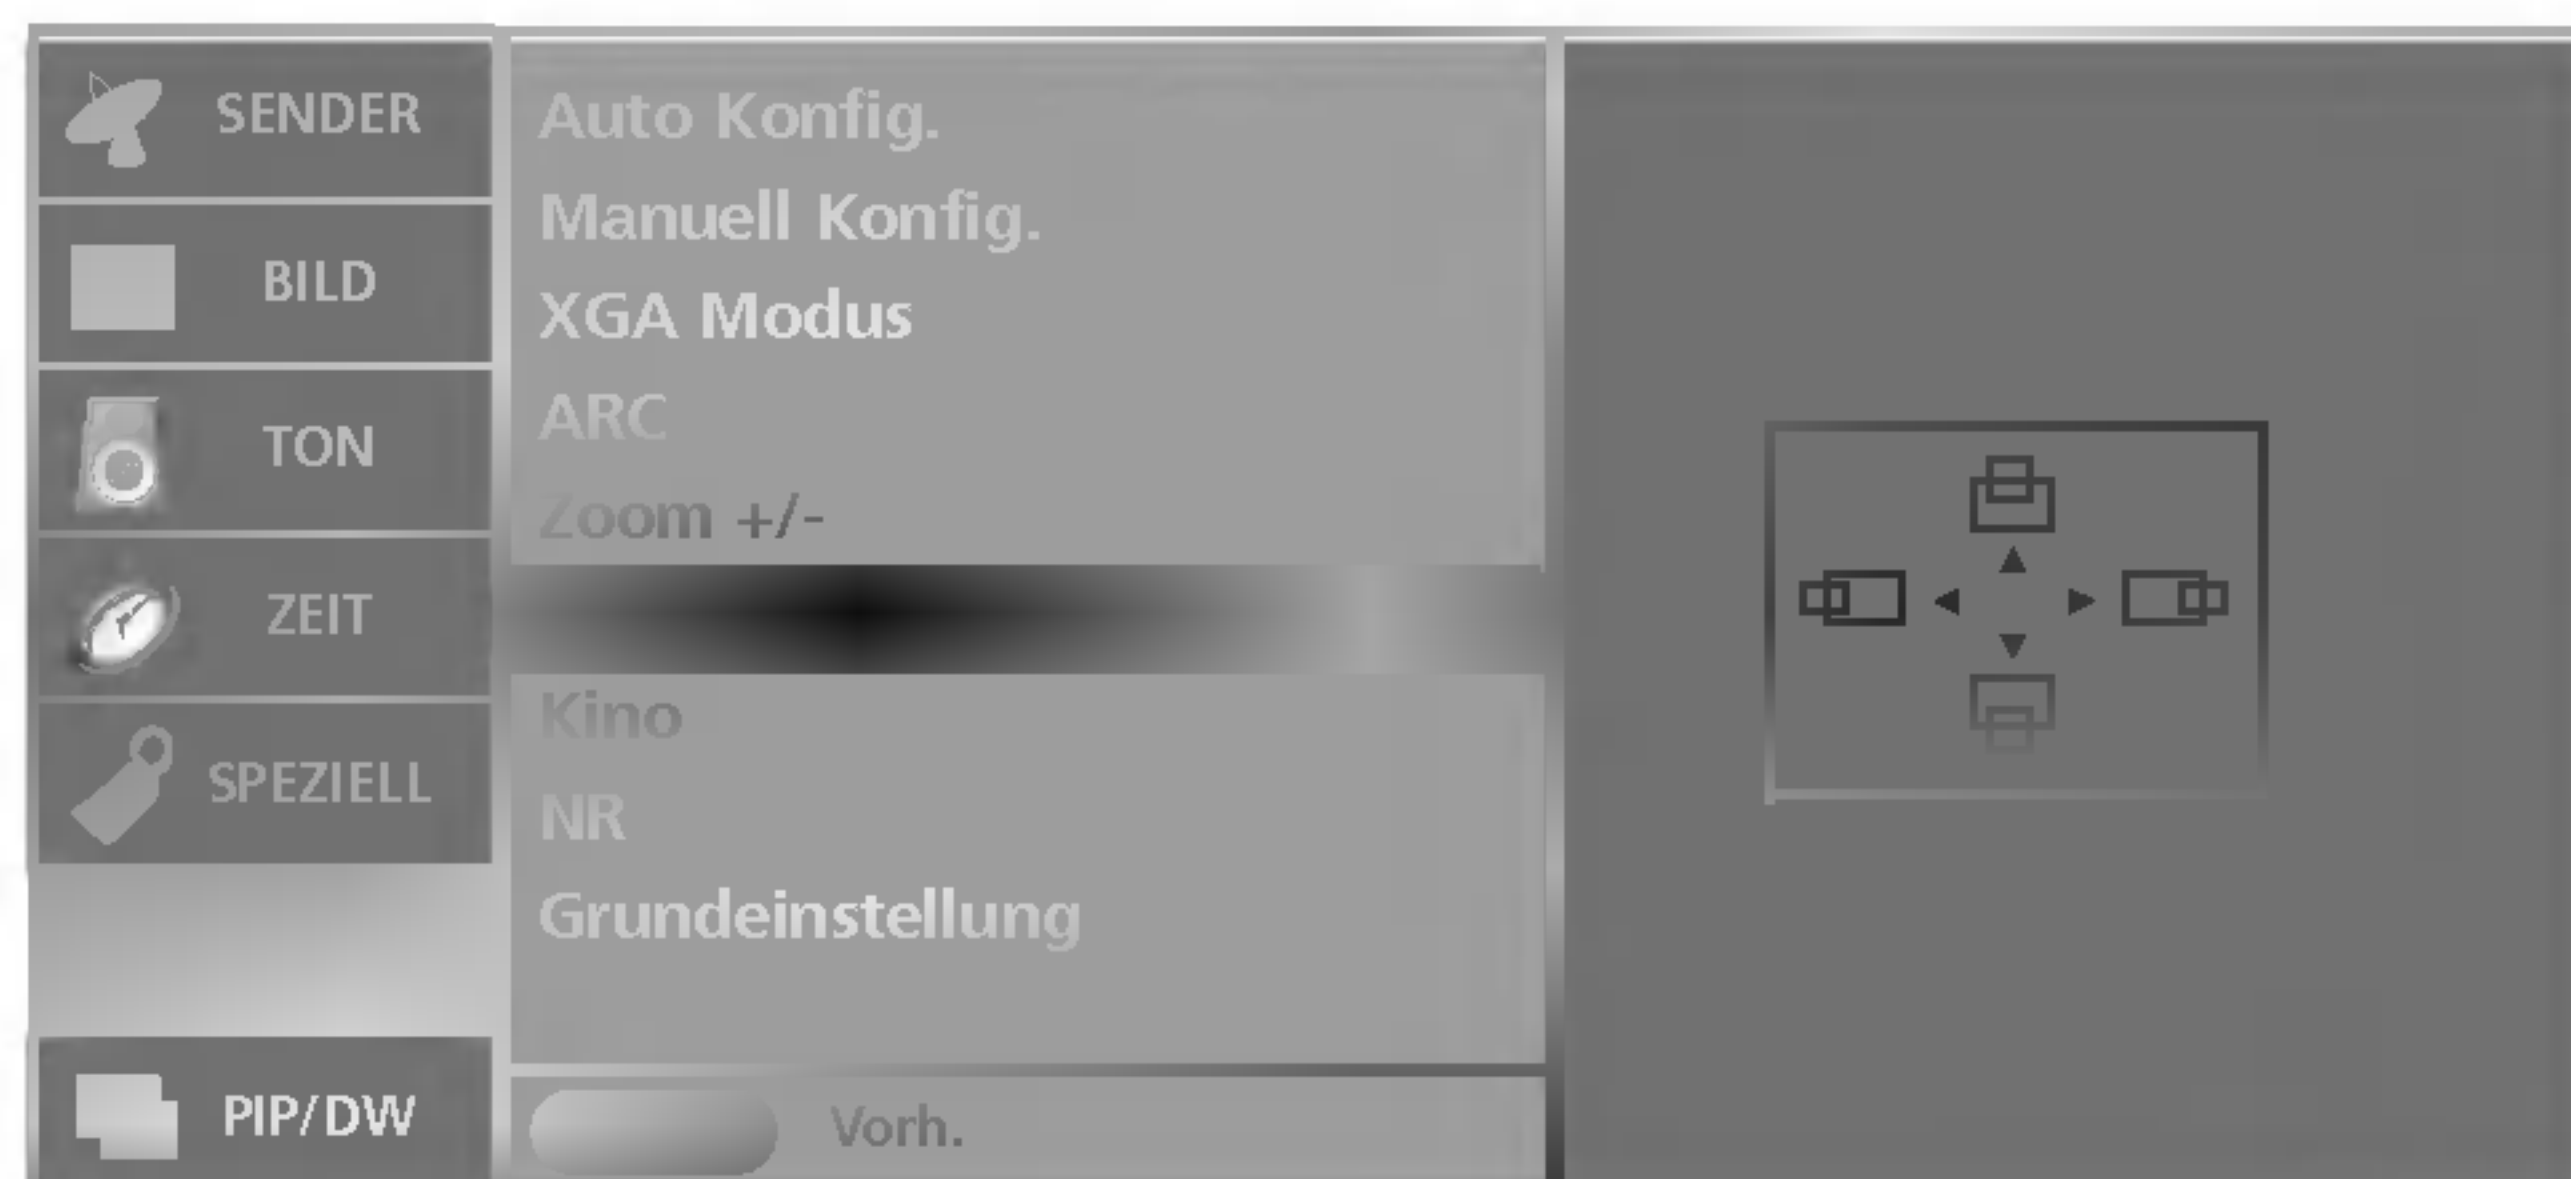 SENDER
BILD
TON
ZEIT
SPEZIELL
PIP/DW
Auto Konfig.
Manuell Konfig.
XGA Modus
ARC
Zoom +/-
Kino
NR
Grundeinstellung
Vorh.